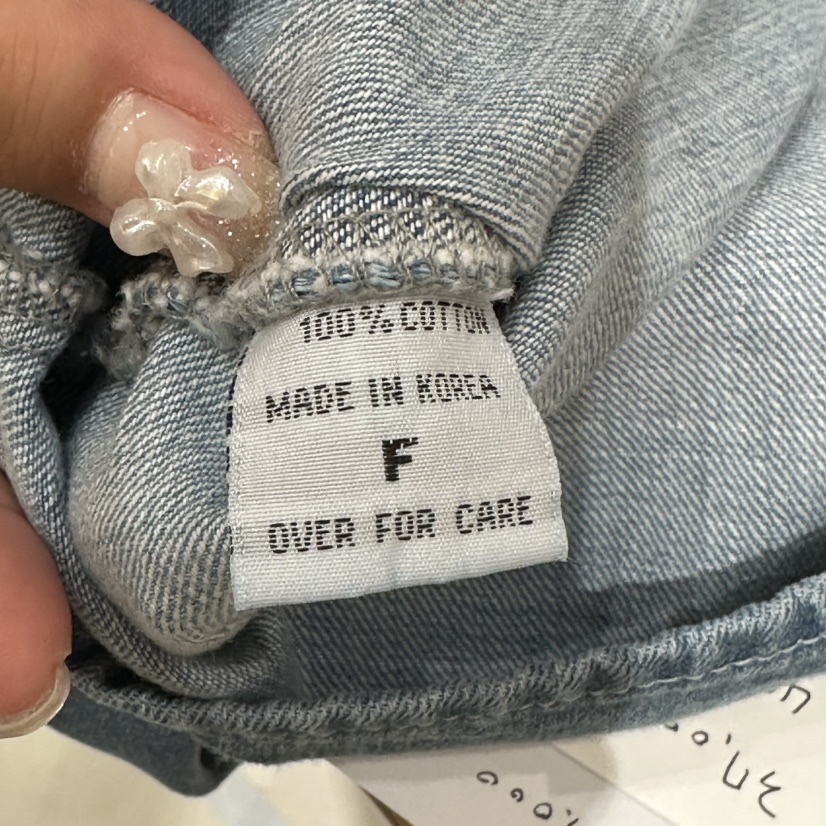 100% COTTON
MADE IN KOREA
F
OVER FOR CARE